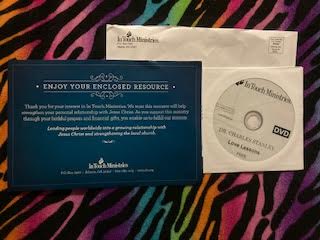 In Touch Ministries
ENJOY YOUR ENCLOSED RESOURCE
Thank you for your interest in In Touch Ministries. We trust this resource will help
strengthen your personal relationship with Jesus Christ. As you support this ministry
through your faithful prayers and financial gifts, you enable us to fulfill our mission:
Leading people worldwide into a growing relationship with
Jesus Christ and strengthening the local church.
In Touch Ministries
In Touch Ministries
DVD
DR. CHARLES STANLEY
Love Lessons